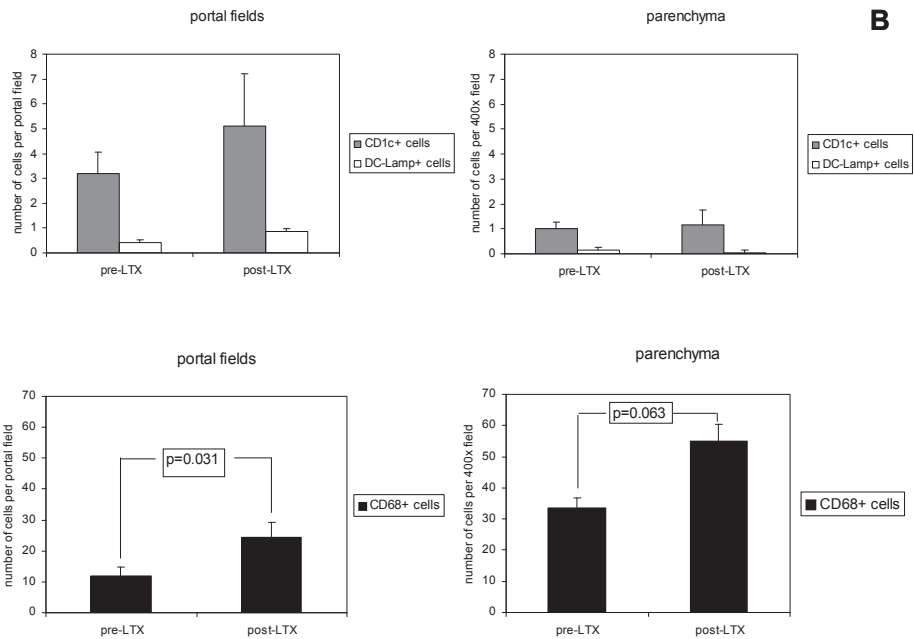 portal fields
number of cells per portal field
8
7
6
5
4
3
2
1
0
pre-LTX
post-LTX
CD1c+ cells
DC-Lamp+ cells
parenchyma
B
number of cells per 400x field
8
7
6
5
4
3
2
1
0
pre-LTX
post-LTX
CD1c+ cells
DC-Lamp+ cells
portal fields
number of cells per portal field
70
60
50
40
30
20
10
0
p=0.031
pre-LTX
post-LTX
CD68+ cells
parenchyma
number of cells per 400x field
70
60
50
40
30
20
10
0
p=0.063
pre-LTX
post-LTX
CD68+ cells